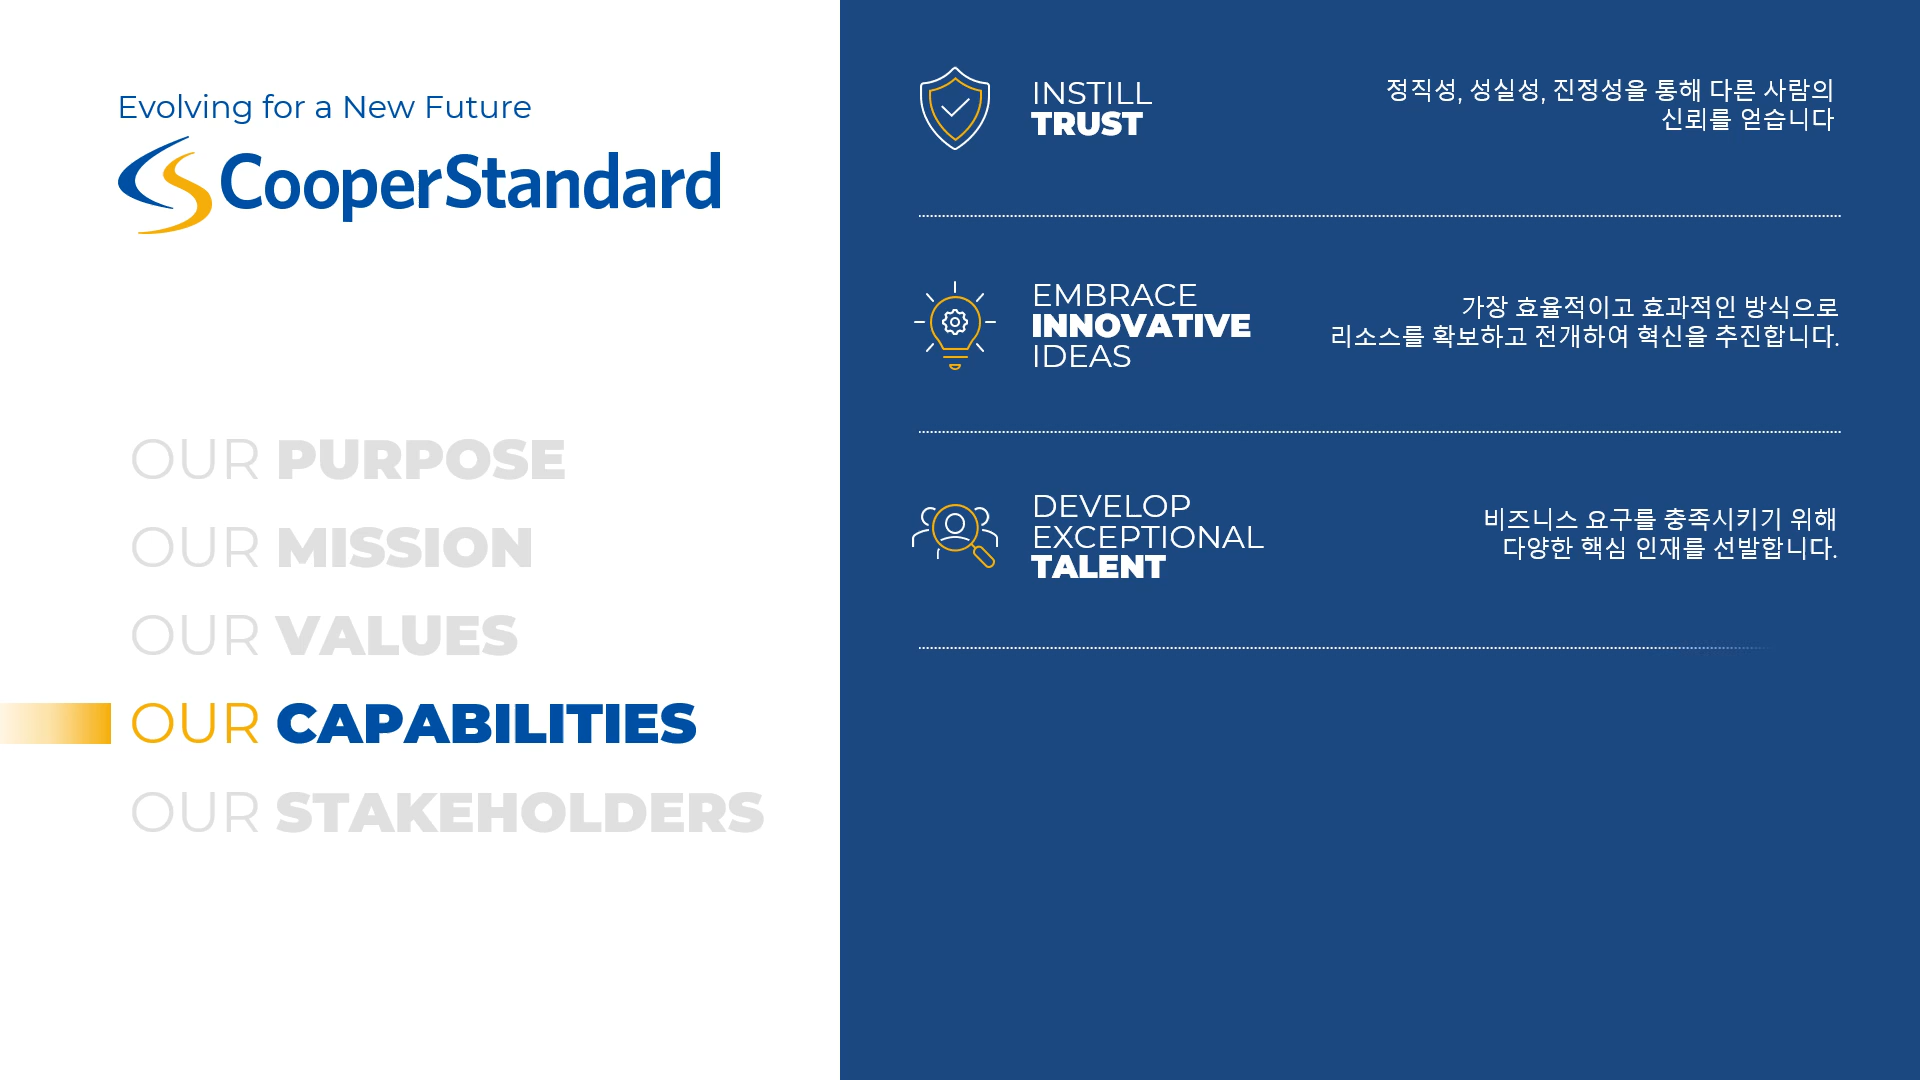 Evolving for a New Future
CooperStandard
OUR PURPOSE
OUR MISSION
OUR VALUES
OUR CAPABILITIES
OUR STAKEHOLDERS
INSTILL
TRUST
정직성, 성실성, 진정성을 통해 다른 사람의
신뢰를 얻습니다
EMBRACE
INNOVATIVE
IDEAS
가장 효율적이고 효과적인 방식으로
리소스를 확보하고 전개하여 혁신을 추진합니다.
DEVELOP
EXCEPTIONAL
TALENT
비즈니스 요구를 충족시키기 위해
다양한 핵심 인재를 선발합니다.